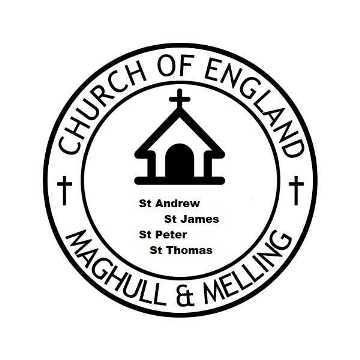 CHURCH OF ENGLAND
St Andrew
St James
St Peter
St Thomas
MAGHULL & MELLING